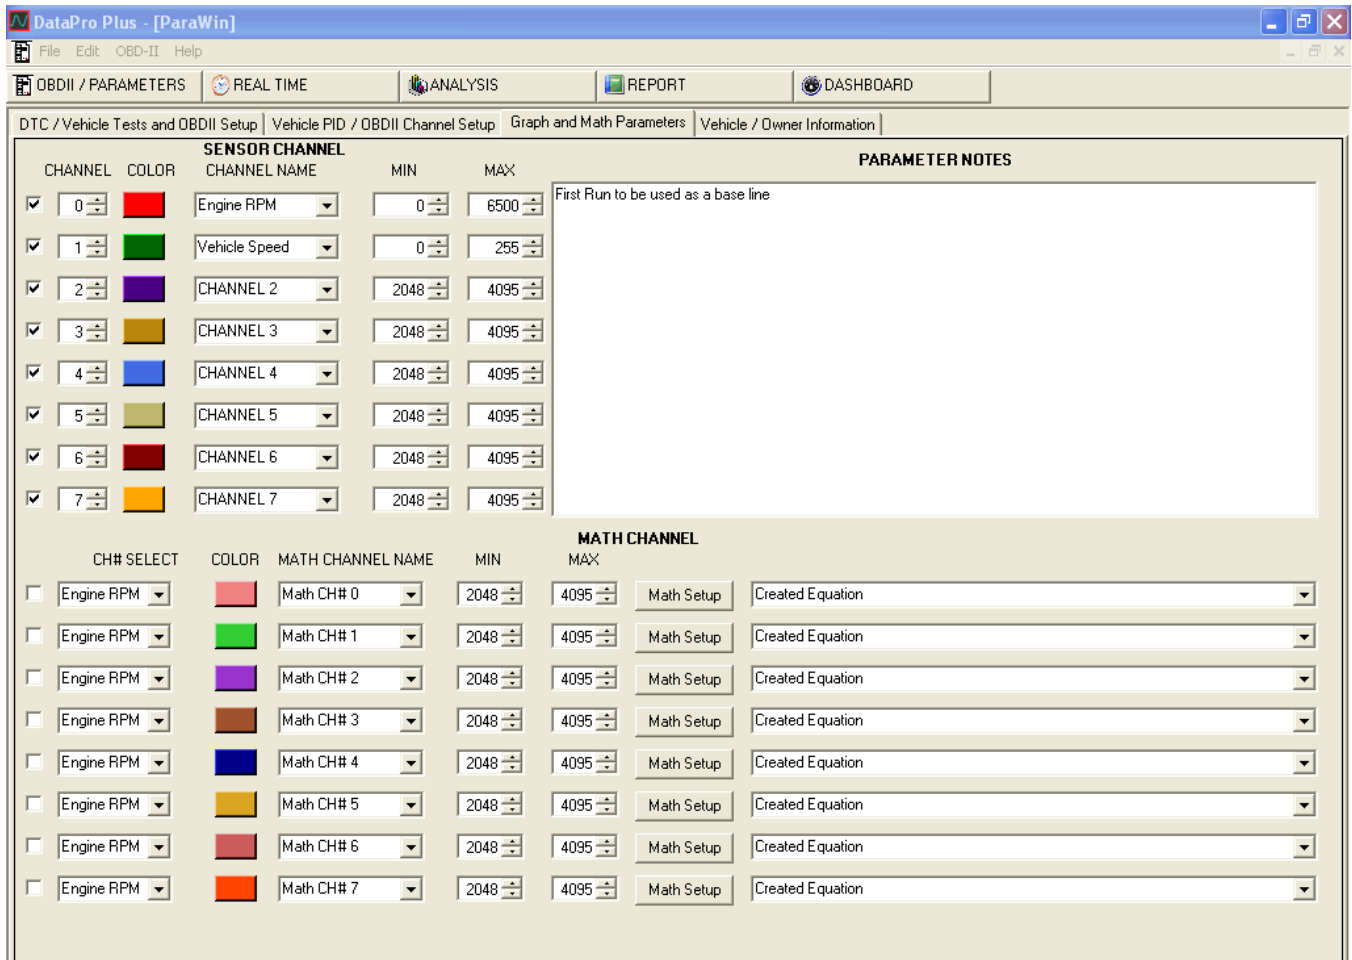 DataPro Plus - [ParaWin]
File Edit OBD-II Help
OBDII / PARAMETERS REAL TIME ANALYSIS REPORT DASHBOARD
DTC / Vehicle Tests and OBDII Setup Vehicle PID / OBDII Channel Setup Graph and Math Parameters Vehicle / Owner Information
SENSOR CHANNEL
PARAMETER NOTES
CHANNEL COLOR CHANNEL NAME MIN MAX
First Run to be used as a base line
0 Engine RPM 0 6500
1 Vehicle Speed 0 255
2 CHANNEL 2 2048 4095
3 CHANNEL 3 2048 4095
4 CHANNEL 4 2048 4095
5 CHANNEL 5 2048 4095
6 CHANNEL 6 2048 4095
7 CHANNEL 7 2048 4095
MATH CHANNEL
CH# SELECT COLOR MATH CHANNEL NAME MIN MAX
Engine RPM Math CH# 0 2048 4095 Math Setup Created Equation
Engine RPM Math CH# 1 2048 4095 Math Setup Created Equation
Engine RPM Math CH# 2 2048 4095 Math Setup Created Equation
Engine RPM Math CH# 3 2048 4095 Math Setup Created Equation
Engine RPM Math CH# 4 2048 4095 Math Setup Created Equation
Engine RPM Math CH# 5 2048 4095 Math Setup Created Equation
Engine RPM Math CH# 6 2048 4095 Math Setup Created Equation
Engine RPM Math CH# 7 2048 4095 Math Setup Created Equation